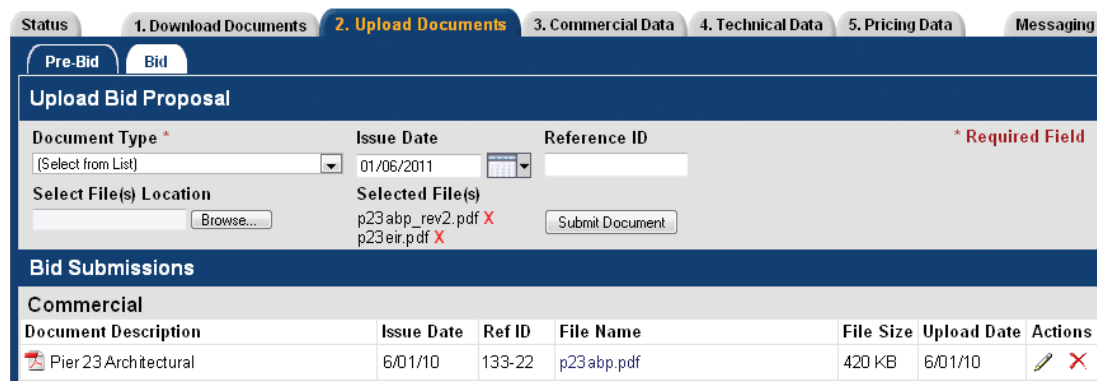 Status 1. Download Documents 2. Upload Documents 3. Commercial Data 4. Technical Data 5. Pricing Data Messaging
Pre-Bid Bid
Upload Bid Proposal
Document Type * Issue Date Reference ID * Required Field
(Select from List) 01/06/2011
Select File(s) Location Selected File(s)
Browse... p23abp_rev2.pdf X Submit Document
p23eir.pdf X
Bid Submissions
Commercial
Document Description Issue Date Ref ID File Name File Size Upload Date Actions
Pier 23 Architectural 6/01/10 133-22 p23abp.pdf 420 KB 6/01/10